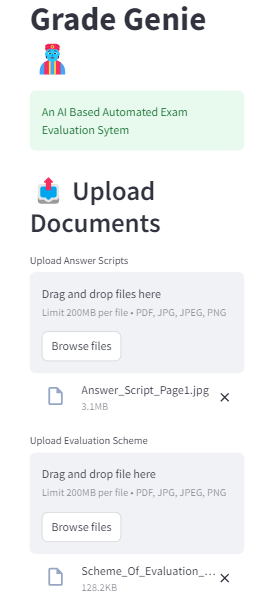 Grade Genie
An AI Based Automated Exam
Evaluation Sytem
Upload
Documents
Upload Answer Scripts
Drag and drop files here
Limit 200MB per file • PDF, JPG, JPEG, PNG
Browse files
Answer_Script_Page1.jpg
3.1MB
Upload Evaluation Scheme
Drag and drop files here
Limit 200MB per file • PDF, JPG, JPEG, PNG
Browse files
Scheme_Of_Evaluation_...
128.2KB